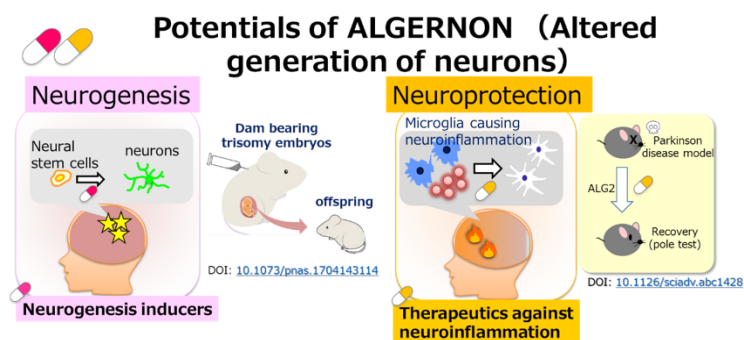 Potentials of ALGERNON （Altered
generation of neurons）
Neurogenesis
Neural
stem cells
neurons
Dam bearing
trisomy embryos
offspring
DOI: 10.1073/pnas.1704143114
Neurogenesis inducers
Neuroprotection
Microglia causing
neuroinflammation
X
Parkinson
disease model
ALG2
Recovery
(pole test)
DOI: 10.1126/sciadv.abc1428
Therapeutics against
neuroinflammation